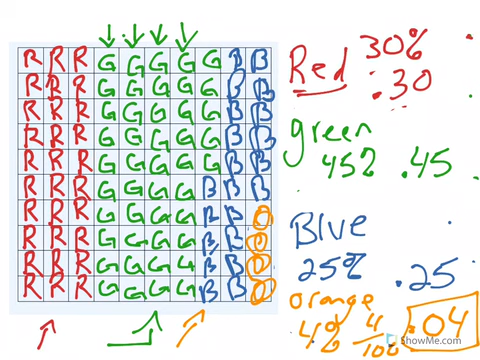 R R R G G G G G B B
R R R G G G G G B B
R R R G G G G G B B
R R R G G G G G B B
R R R G G G G G B B
R R R G G G G B B B
R R R G G G G B B O
R R R G G G G B B O
R R R G G G G B B O
R R R G G G G B B O
Red 30%
.30
green
45% .45
Blue
25% .25
orange
4% 4/100 .04
ShowMe.com